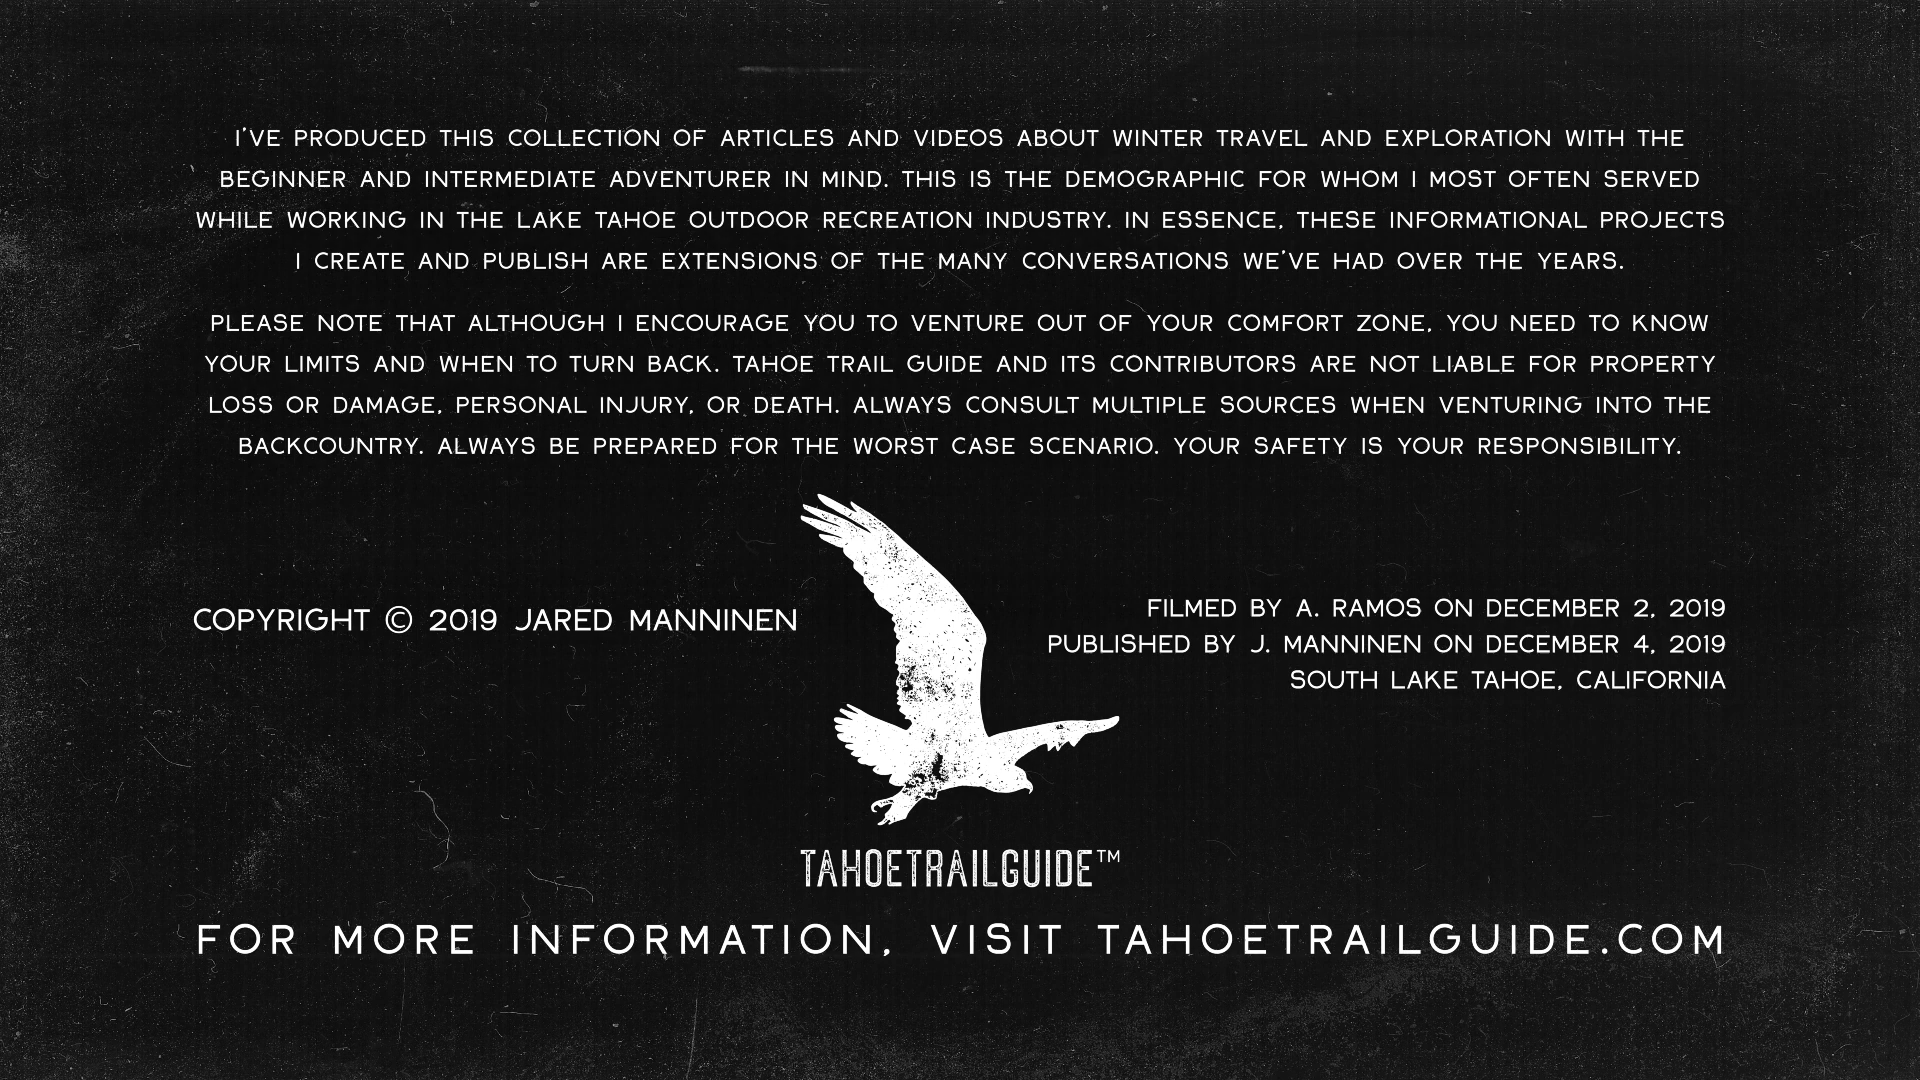 I'VE PRODUCED THIS COLLECTION OF ARTICLES AND VIDEOS ABOUT WINTER TRAVEL AND EXPLORATION WITH THE
BEGINNER AND INTERMEDIATE ADVENTURER IN MIND. THIS IS THE DEMOGRAPHIC FOR WHOM I MOST OFTEN SERVED
WHILE WORKING IN THE LAKE TAHOE OUTDOOR RECREATION INDUSTRY. IN ESSENCE, THESE INFORMATIONAL PROJECTS
I CREATE AND PUBLISH ARE EXTENSIONS OF THE MANY CONVERSATIONS WE'VE HAD OVER THE YEARS.
PLEASE NOTE THAT ALTHOUGH I ENCOURAGE YOU TO VENTURE OUT OF YOUR COMFORT ZONE, YOU NEED TO KNOW
YOUR LIMITS AND WHEN TO TURN BACK. TAHOE TRAIL GUIDE AND ITS CONTRIBUTORS ARE NOT LIABLE FOR PROPERTY
LOSS OR DAMAGE, PERSONAL INJURY, OR DEATH. ALWAYS CONSULT MULTIPLE SOURCES WHEN VENTURING INTO THE
BACKCOUNTRY. ALWAYS BE PREPARED FOR THE WORST CASE SCENARIO. YOUR SAFETY IS YOUR RESPONSIBILITY.
COPYRIGHT © 2019 JARED MANNINEN
FILMED BY A. RAMOS ON DECEMBER 2, 2019
PUBLISHED BY J. MANNINEN ON DECEMBER 4, 2019
SOUTH LAKE TAHOE, CALIFORNIA
TAHOETRAILGUIDE™
FOR MORE INFORMATION, VISIT TAHOETRAILGUIDE.COM